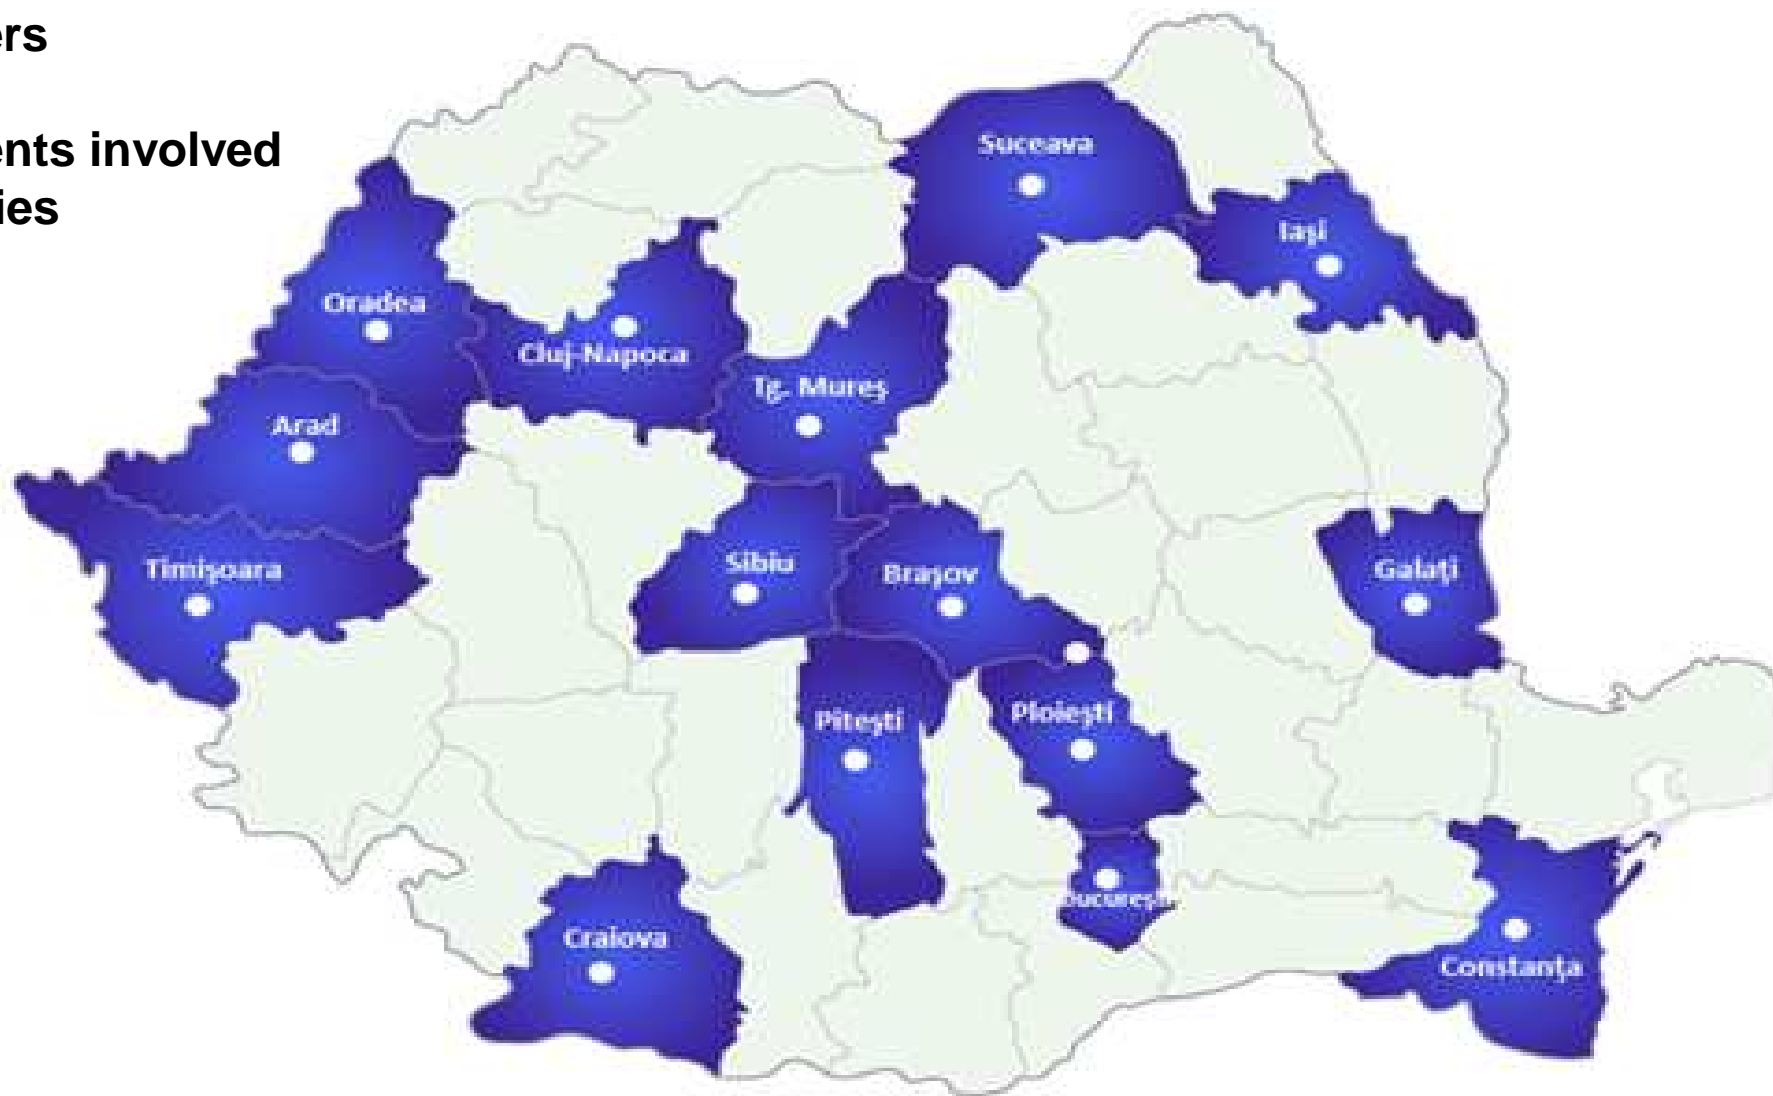 ers
ents involved
ies
Suceava
Iaşi
Oradea
Cluj-Napoca
Tg. Mureş
Arad
Timişoara
Sibiu
Braşov
Galaţi
Piteşti
Ploieşti
Bucureşti
Craiova
Constanţa